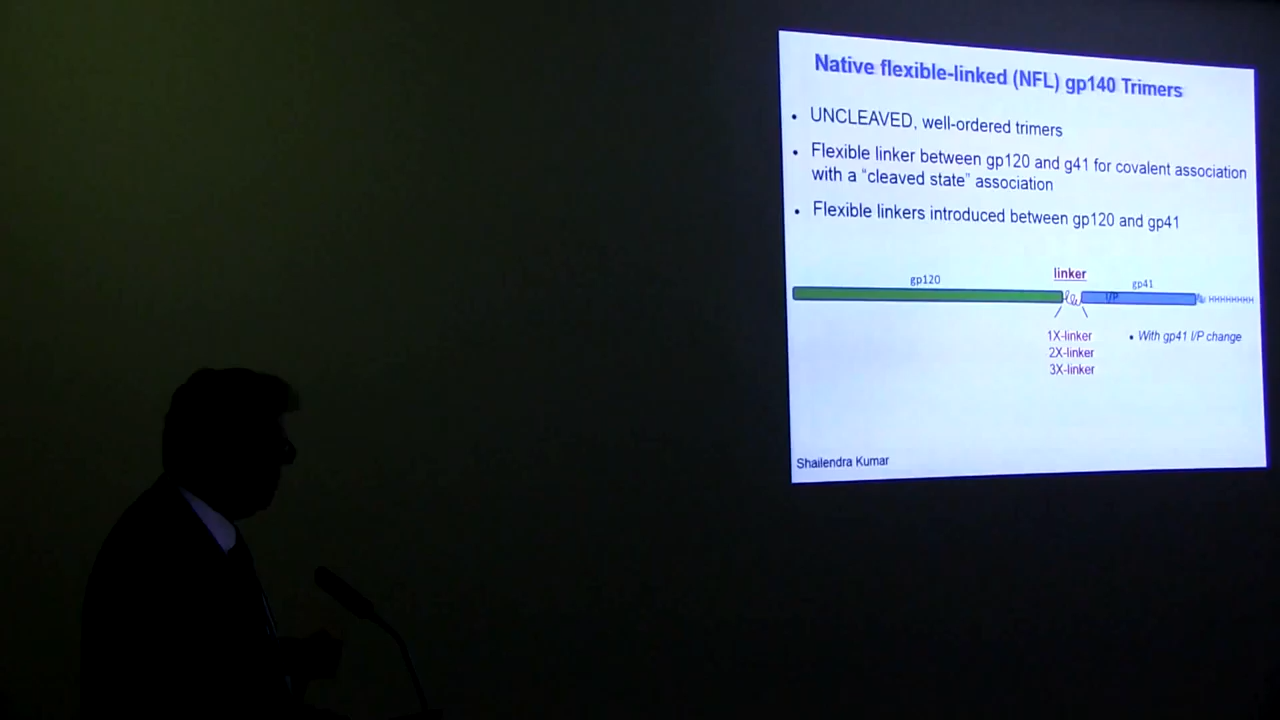 Native flexible-linked (NFL) gp140 Trimers
• UNCLEAVED, well-ordered trimers
• Flexible linker between gp120 and g41 for covalent association
with a “cleaved state” association
• Flexible linkers introduced between gp120 and gp41
linker
gp120
gp41
I/P
HHHHHHHH
1X-linker
2X-linker
3X-linker
• With gp41 I/P change
Shailendra Kumar